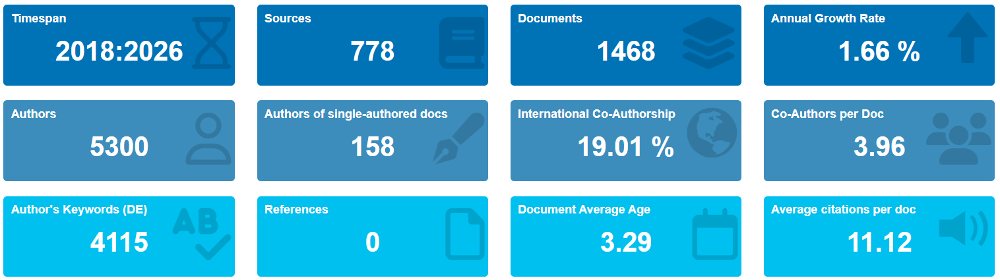 Timespan
2018:2026
Sources
778
Documents
1468
Annual Growth Rate
1.66 %
Authors
5300
Authors of single-authored docs
158
International Co-Authorship
19.01 %
Co-Authors per Doc
3.96
Author's Keywords (DE)
4115
AB
References
0
Document Average Age
3.29
Average citations per doc
11.12